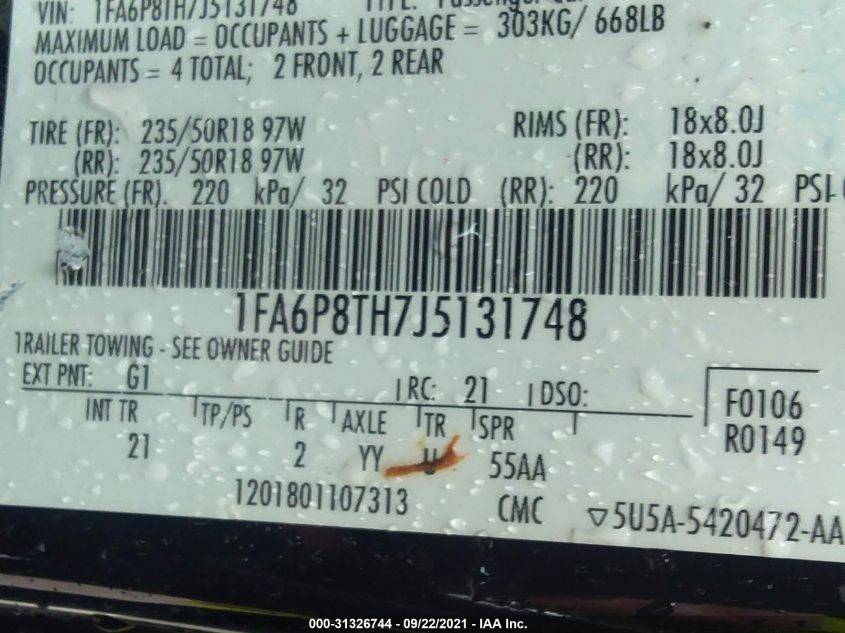 VIN: 1FA6P8TH7J5131748 TYPE: Passenger Car
MAXIMUM LOAD = OCCUPANTS + LUGGAGE = 303KG/ 668LB
OCCUPANTS = 4 TOTAL; 2 FRONT, 2 REAR
TIRE (FR): 235/50R18 97W RIMS (FR): 18x8.0J
(RR): 235/50R18 97W (RR): 18x8.0J
PRESSURE (FR). 220 kPa/ 32 PSI COLD (RR): 220 kPa/ 32 PSI
1FA6P8TH7J5131748
TRAILER TOWING - SEE OWNER GUIDE
EXT PNT: G1 RC: 21 DSO:
F0106
INT TR TP/PS R AXLE TR SPR
R0149
21 2 YY U 55AA
1201801107313 CMC ▽5U5A-5420472-AA
000-31326744 - 09/22/2021 - IAA Inc.